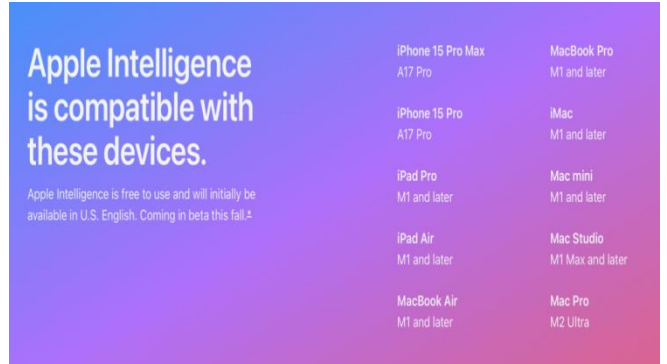 Apple Intelligence
is compatible with
these devices.
Apple Intelligence is free to use and will initially be
available in U.S. English. Coming in beta this fall.±
iPhone 15 Pro Max
A17 Pro
iPhone 15 Pro
A17 Pro
iPad Pro
M1 and later
iPad Air
M1 and later
MacBook Air
M1 and later
MacBook Pro
M1 and later
iMac
M1 and later
Mac mini
M1 and later
Mac Studio
M1 Max and later
Mac Pro
M2 Ultra